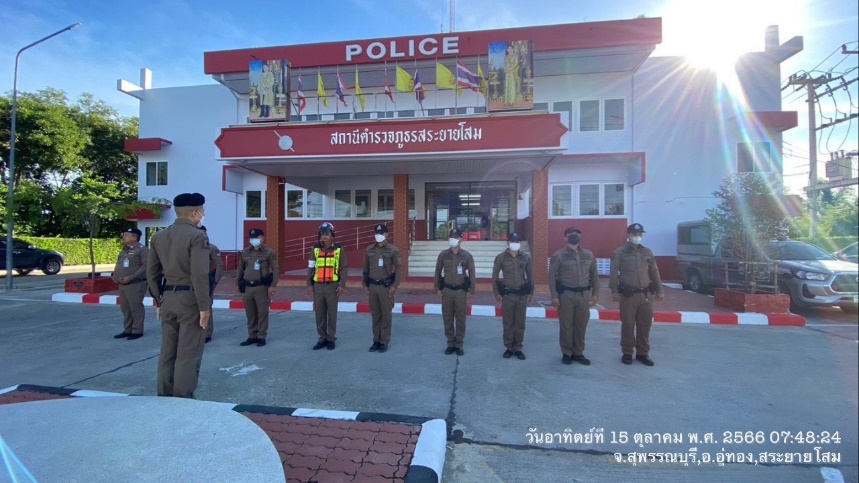 POLICE
สถานีตำรวจภูธรสระยายโสม
วันอาทิตย์ที่ 15 ตุลาคม พ.ศ. 2566 07:48:24
จ.สุพรรณบุรี,อ.อู่ทอง,สระยายโสม